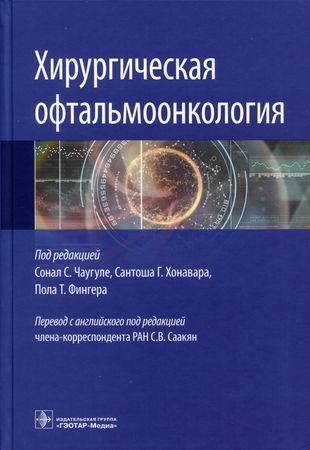 Хирургическая
офтальмоонкология
Под редакцией
Сонал С. Чаугуле, Сантоша Г. Хонавара,
Пола Т. Фингера
Перевод с английского под редакцией
члена-корреспондента РАН С.В. Саакян
ИЗДАТЕЛЬСКАЯ ГРУППА
«ГЭОТАР-Медиа»